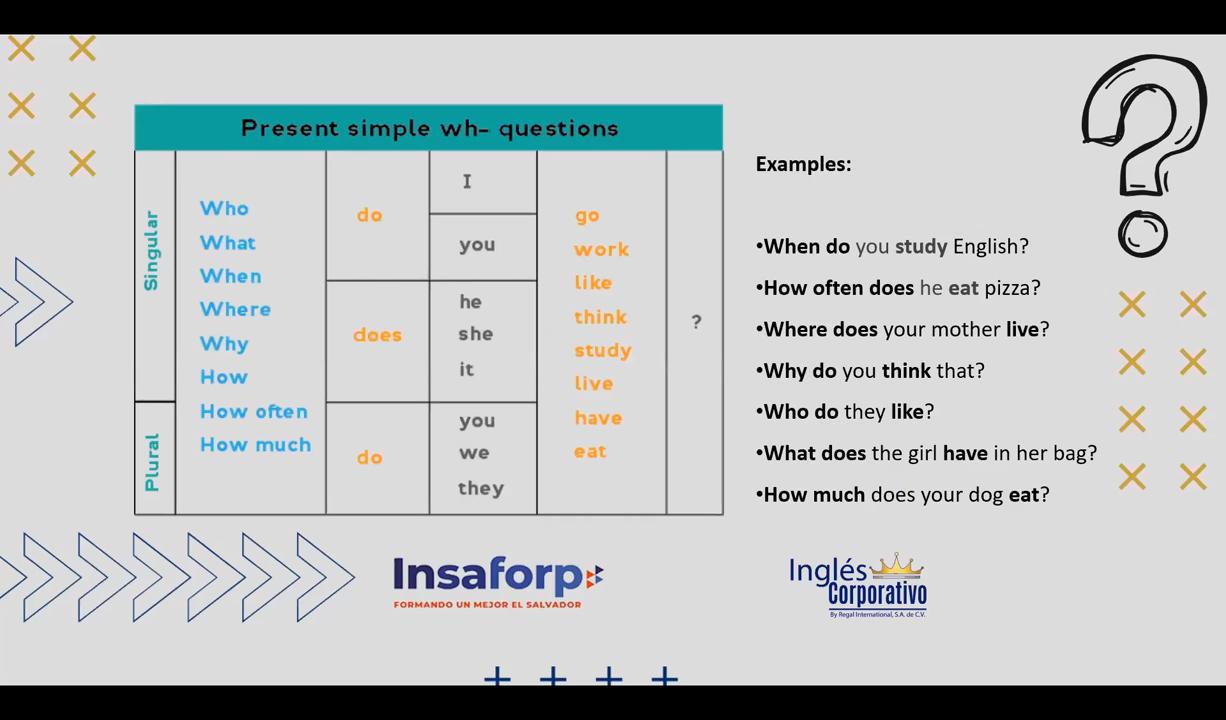 Present simple wh- questions
Singular
Plural
Who
What
When
Where
Why
How
How often
How much
do
does
do
I
you
he
she
it
you
we
they
go
work
like
think
study
live
have
eat
?
Examples:
•When do you study English?
•How often does he eat pizza?
•Where does your mother live?
•Why do you think that?
•Who do they like?
•What does the girl have in her bag?
•How much does your dog eat?
Insaforp
FORMANDO UN MEJOR EL SALVADOR
Inglés
Corporativo
By Regal International, S.A. de C.V.